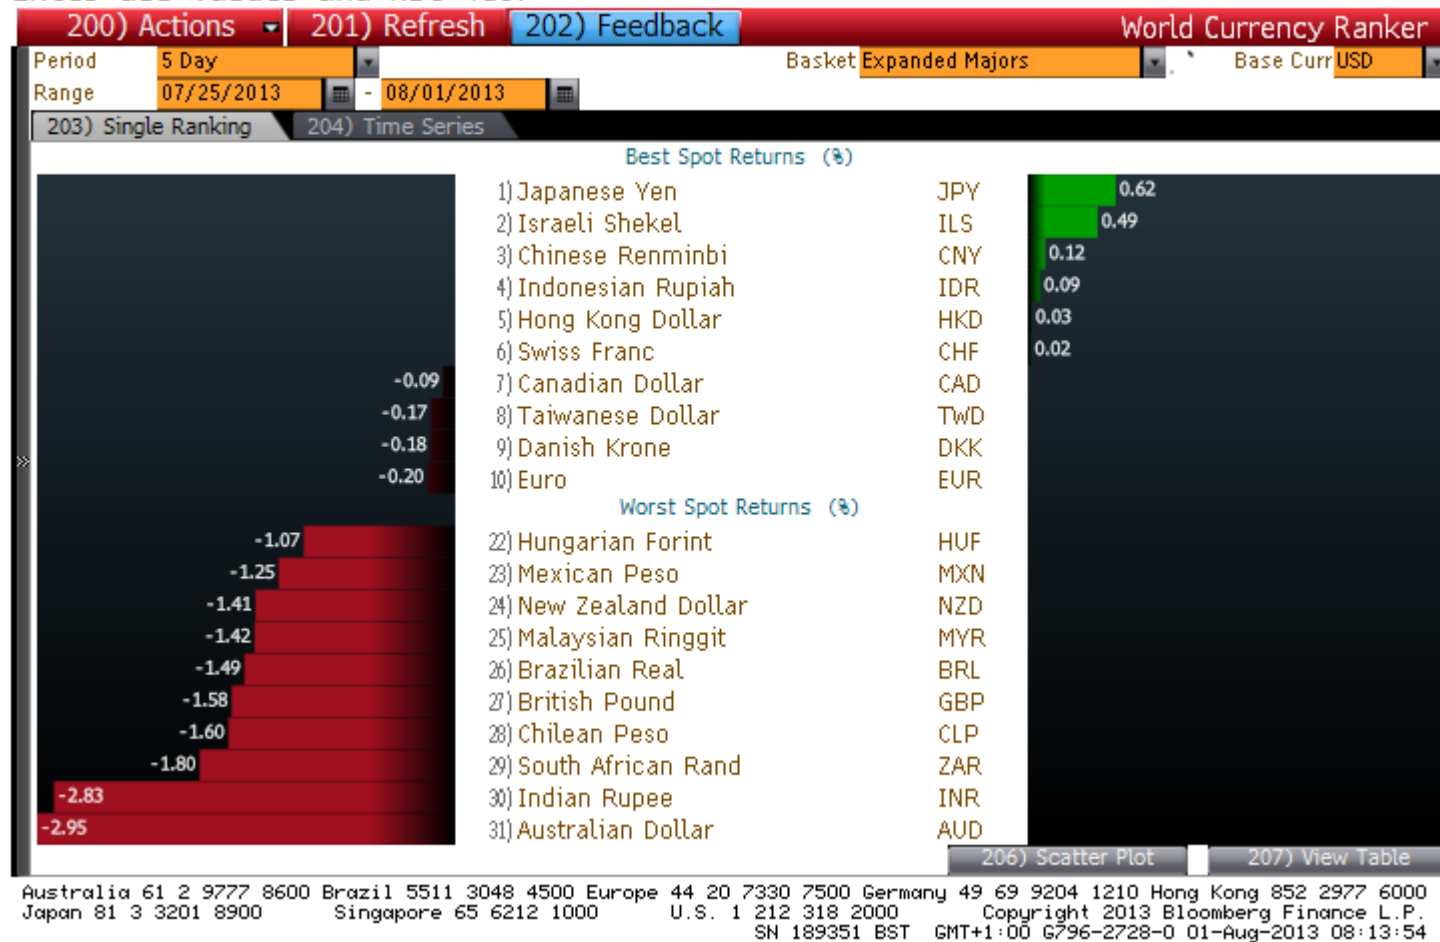 200) Actions 201) Refresh 202) Feedback World Currency Ranker
Period 5 Day Basket Expanded Majors Base Curr USD
Range 07/25/2013 - 08/01/2013
203) Single Ranking 204) Time Series
Best Spot Returns (%)
1) Japanese Yen JPY 0.62
2) Israeli Shekel ILS 0.49
3) Chinese Renminbi CNY 0.12
4) Indonesian Rupiah IDR 0.09
5) Hong Kong Dollar HKD 0.03
6) Swiss Franc CHF 0.02
-0.09 7) Canadian Dollar CAD
-0.17 8) Taiwanese Dollar TWD
-0.18 9) Danish Krone DKK
-0.20 10) Euro EUR
Worst Spot Returns (%)
-1.07 22) Hungarian Forint HUF
-1.25 23) Mexican Peso MXN
-1.41 24) New Zealand Dollar NZD
-1.42 25) Malaysian Ringgit MYR
-1.49 26) Brazilian Real BRL
-1.58 27) British Pound GBP
-1.60 28) Chilean Peso CLP
-1.80 29) South African Rand ZAR
-2.83 30) Indian Rupee INR
-2.95 31) Australian Dollar AUD
206) Scatter Plot 207) View Table
Australia 61 2 9777 8600 Brazil 5511 3048 4500 Europe 44 20 7330 7500 Germany 49 69 9204 1210 Hong Kong 852 2977 6000
Japan 81 3 3201 8900 Singapore 65 6212 1000 U.S. 1 212 318 2000 Copyright 2013 Bloomberg Finance L.P.
SN 189351 BST GMT+1:00 G796-2728-0 01-Aug-2013 08:13:54